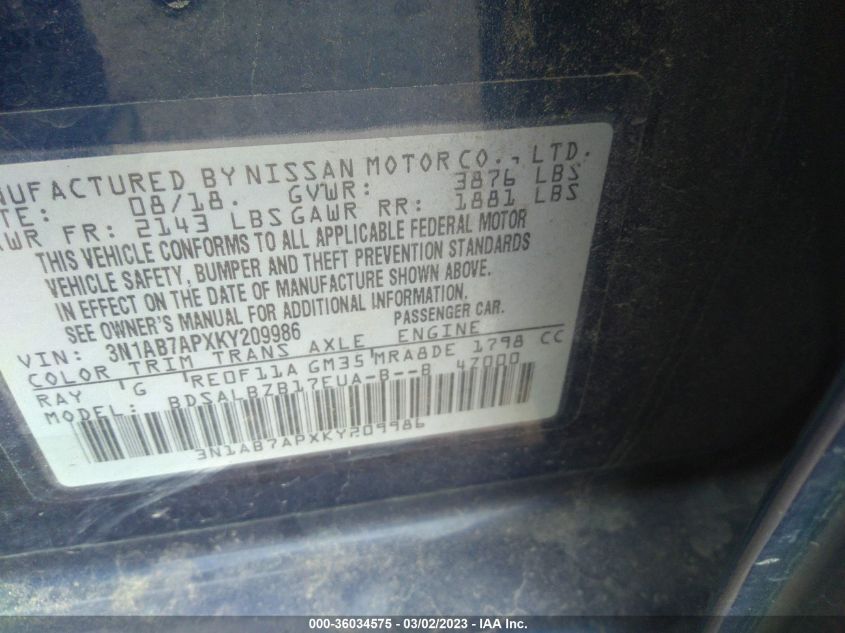 NUFACTURED BY NISSAN MOTOR CO., LTD.
TE: 08/18. GVWR: 3876 LBS
WR FR: 2143 LBS GAWR RR: 1881 LBS
THIS VEHICLE CONFORMS TO ALL APPLICABLE FEDERAL MOTOR
VEHICLE SAFETY, BUMPER AND THEFT PREVENTION STANDARDS
IN EFFECT ON THE DATE OF MANUFACTURE SHOWN ABOVE.
SEE OWNER'S MANUAL FOR ADDITIONAL INFORMATION.
VIN: 3N1AB7APXKY209986 PASSENGER CAR.
COLOR TRIM TRANS AXLE ENGINE
RAY G RE0F11A GM35 MRA8DE 1798 CC
MODEL: BDSALBZB17EUA-B--B 4Z000
3N1AB7APXKY209986
000-36034575 - 03/02/2023 - IAA Inc.